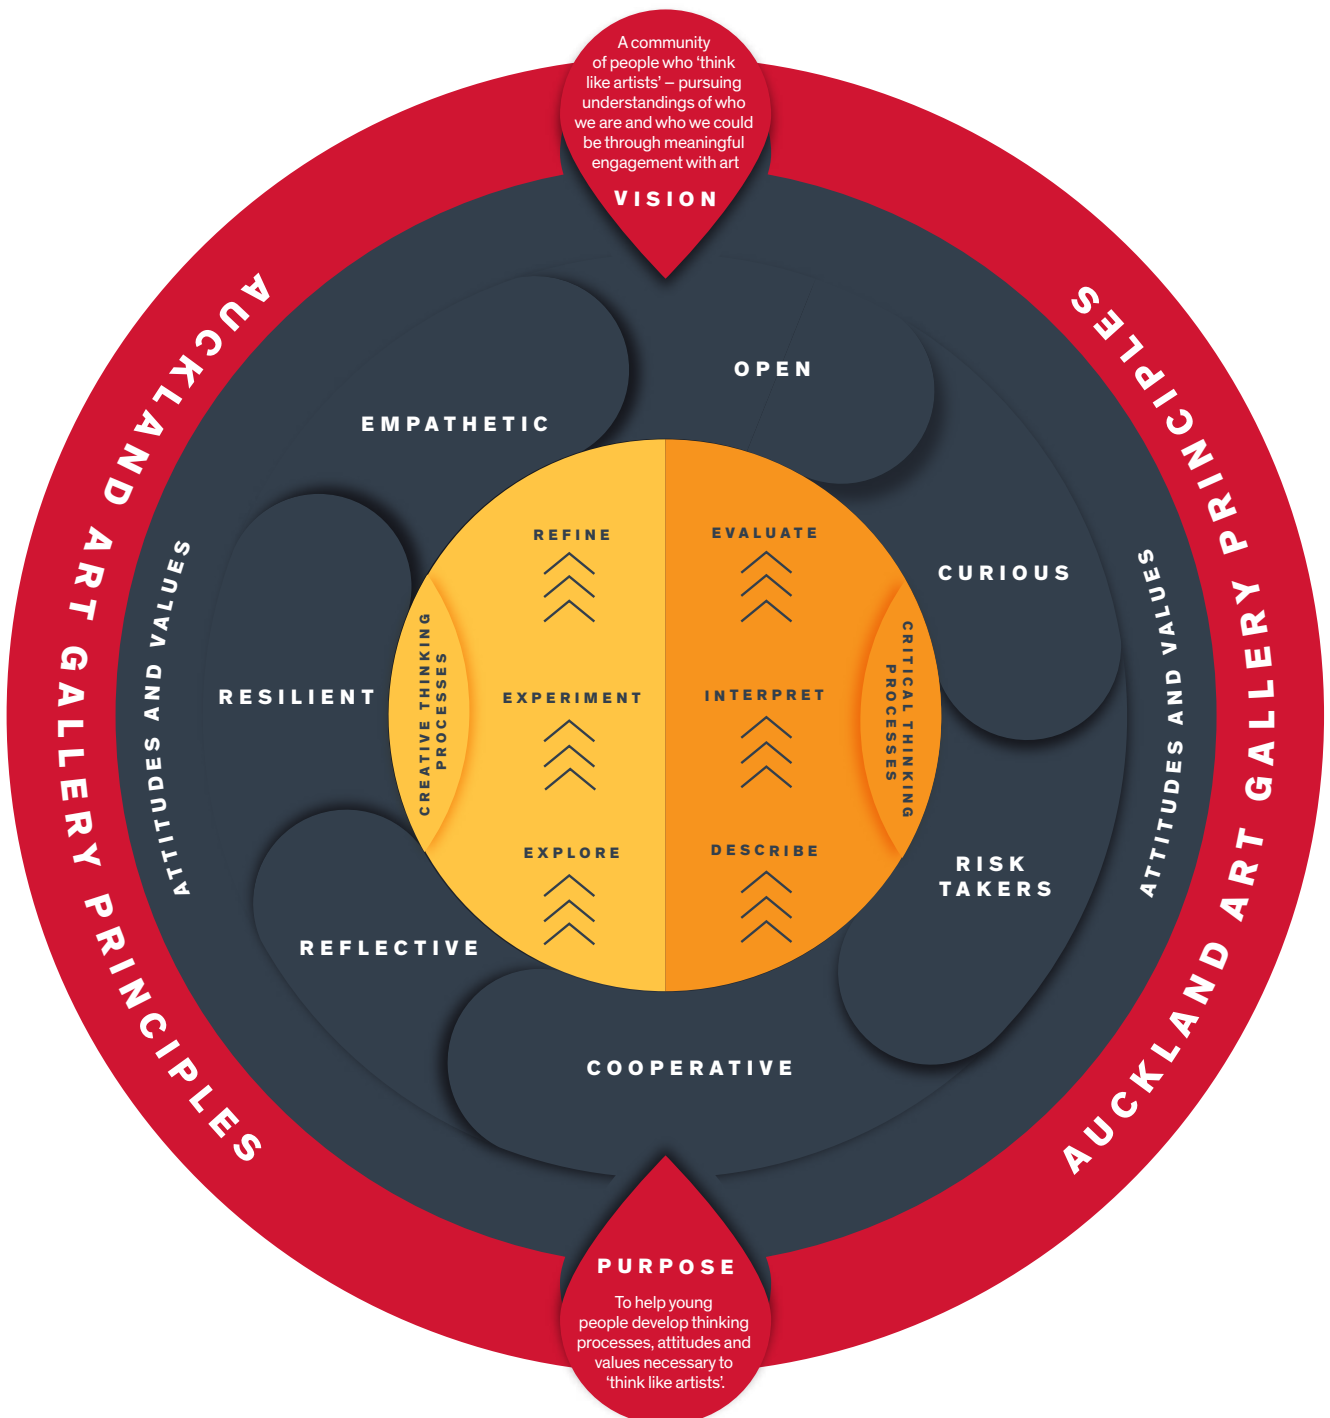 A community
of people who ‘think
like artists’ – pursuing
understandings of who
we are and who we could
be through meaningful
engagement with art
VISION
AUCKLAND ART GALLERY PRINCIPLES
AUCKLAND ART GALLERY PRINCIPLES
ATTITUDES AND VALUES
ATTITUDES AND VALUES
OPEN
EMPATHETIC
CURIOUS
RESILIENT
RISK
TAKERS
REFLECTIVE
COOPERATIVE
CREATIVE THINKING
PROCESSES
REFINE
EXPERIMENT
EXPLORE
EVALUATE
INTERPRET
DESCRIBE
CRITICAL THINKING
PROCESSES
PURPOSE
To help young
people develop thinking
processes, attitudes and
values necessary to
‘think like artists’.